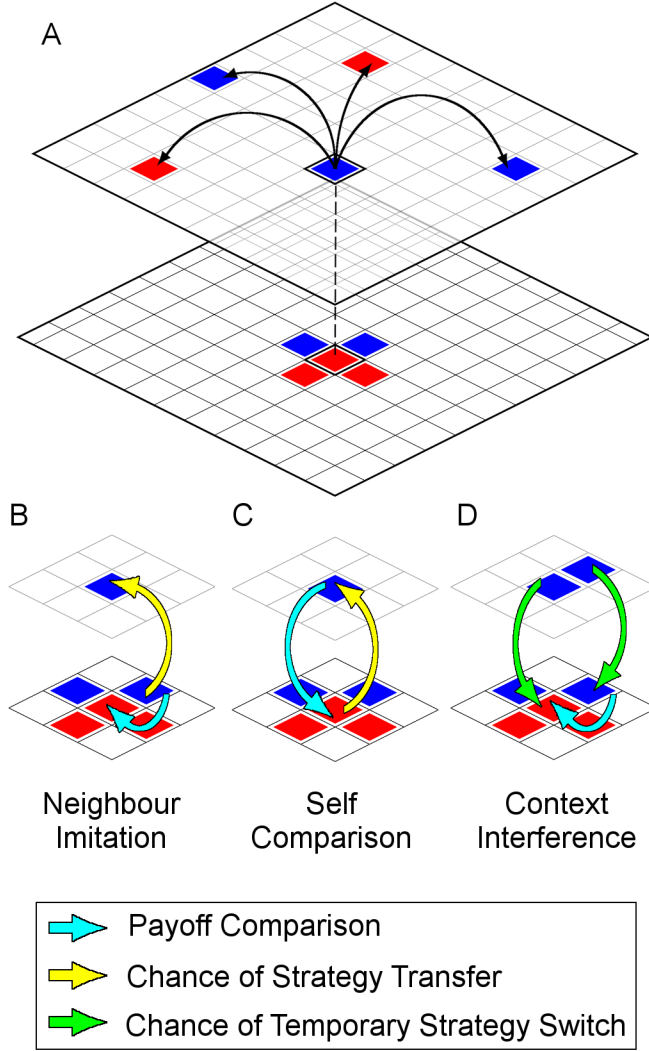 A
B
C
D
Neighbour
Imitation
Self
Comparison
Context
Interference
Payoff Comparison
Chance of Strategy Transfer
Chance of Temporary Strategy Switch